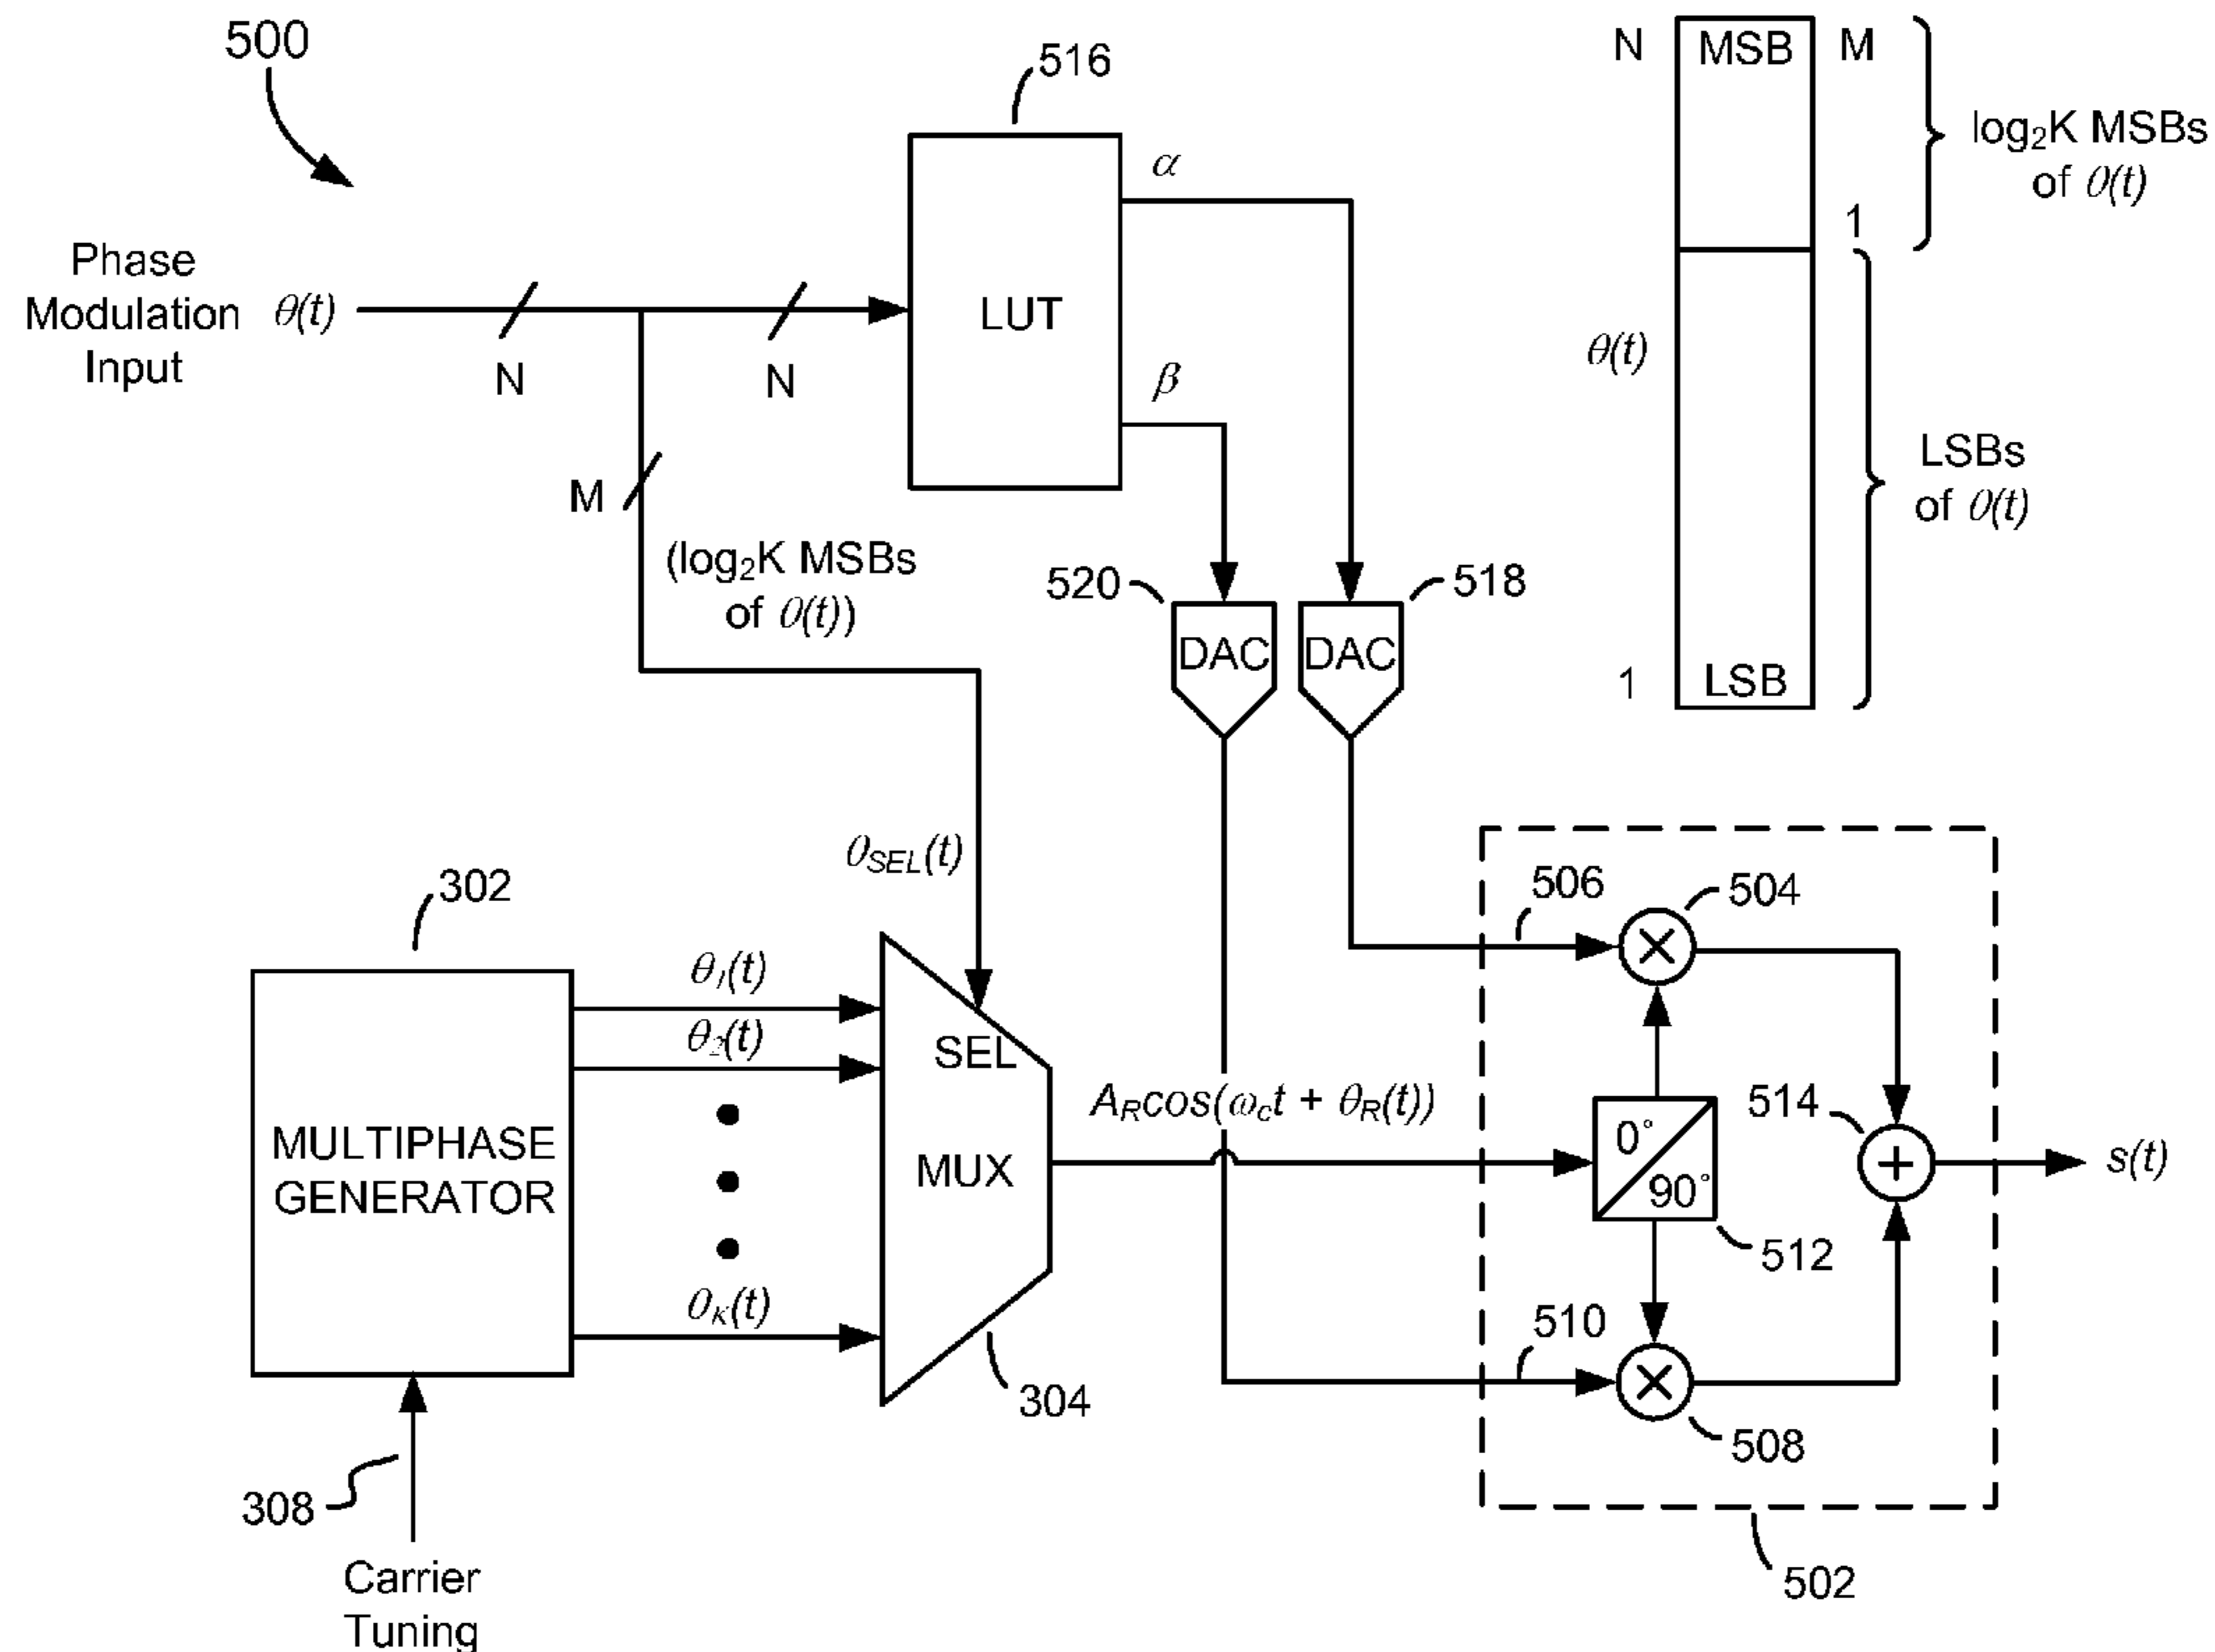 500
516
N
MSB
M
log₂K MSBs
of θ(t)
1
α
Phase
Modulation
Input
θ(t)
N
N
LUT
β
θ(t)
LSBs
of θ(t)
M
(log₂K MSBs
of θ(t))
520
518
DAC
DAC
1
LSB
θSEL(t)
302
506
504
θ₁(t)
θ₂(t)
SEL
MULTIPHASE
GENERATOR
MUX
ARcos(ωct + θR(t))
0°
90°
514
s(t)
512
θK(t)
510
304
508
308
502
Carrier
Tuning